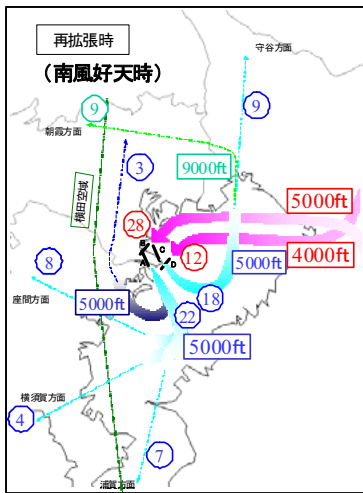 再拡張時
(南風好天時)
守谷方面
9
9
朝霞方面
3
横田空域
9000ft
5000ft
28
B
C
A
D
12
4000ft
5000ft
8
座間方面
5000ft
18
22
5000ft
横須賀方面
4
7
浦賀方面